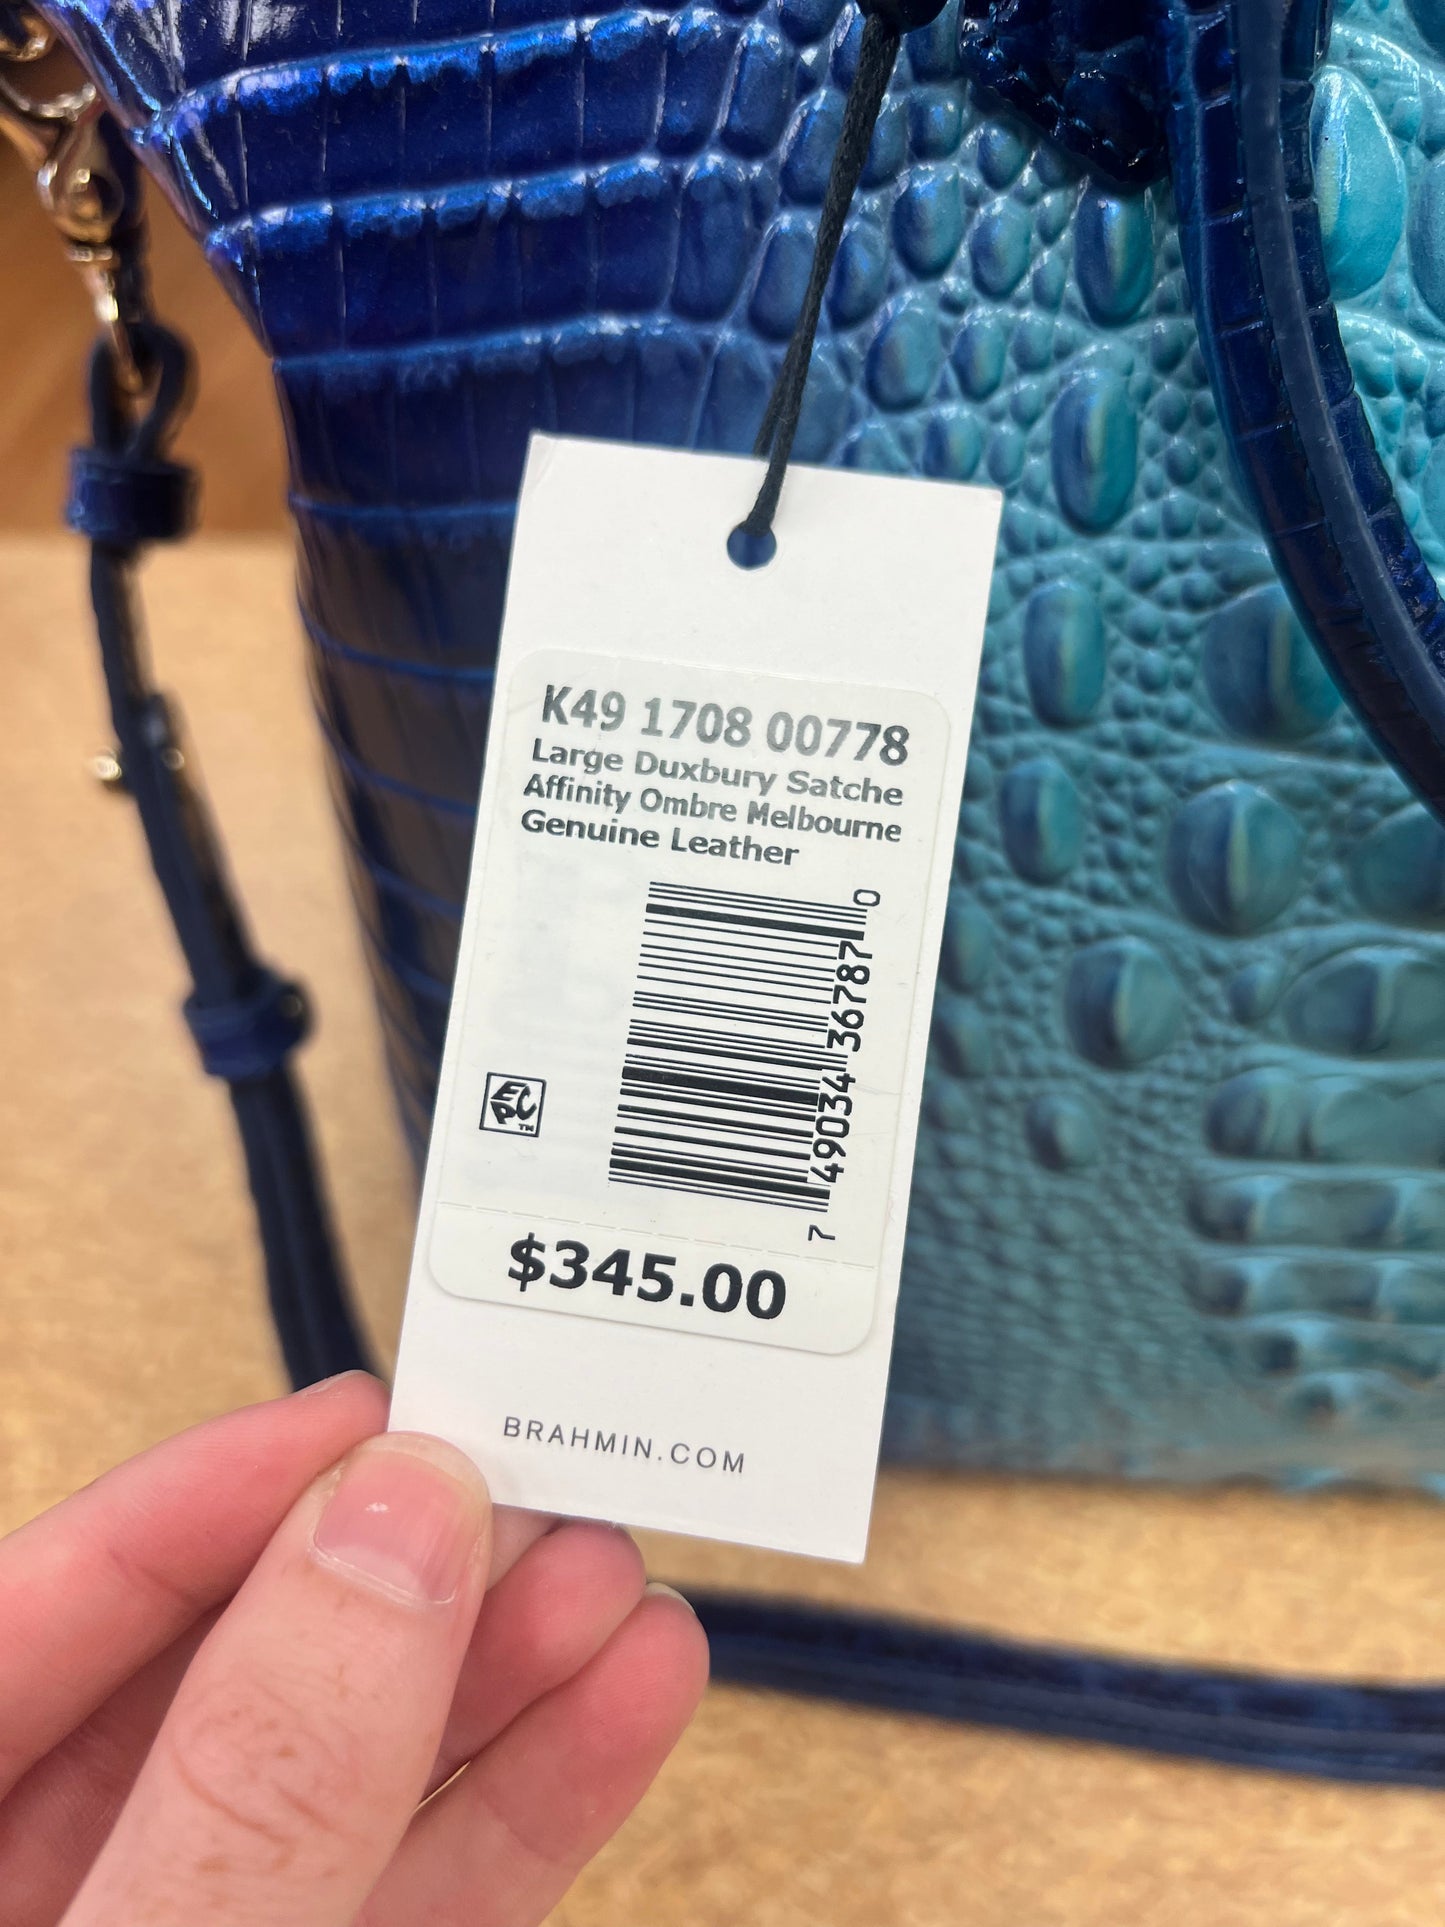 K49 1708 00778
Large Duxbury Satche
Affinity Ombre Melbourne
Genuine Leather
7 49034 36787 0
EPC™
$345.00
BRAHMIN.COM